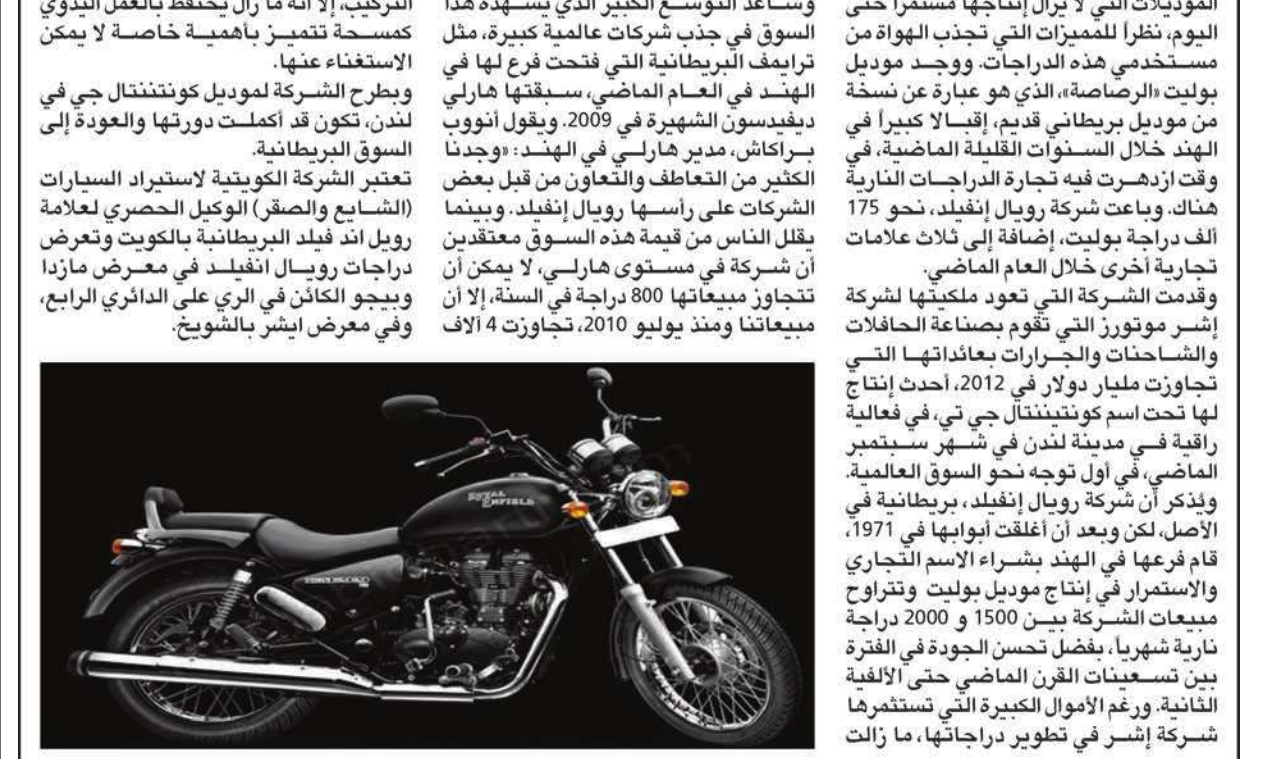 الموديلات التي لا يزال إنتاجها مستمراً حتى
اليوم، نظراً للمميزات التي تجذب الهواة من
مستخدمي هذه الدراجات. ووجد موديل
بوليت «الرصاصة»، الذي هو عبارة عن نسخة
من موديل بريطاني قديم، إقبالا كبيراً في
الهند خلال السنوات القليلة الماضية، في
وقت ازدهرت فيه تجارة الدراجات النارية
هناك. وباعت شركة رويال إنفيلد، نحو 175
ألف دراجة بوليت، إضافة إلى ثلاث علامات
تجارية أخرى خلال العام الماضي.
وقدمت الشركة التي تعود ملكيتها لشركة
إشر موتورز التي تقوم بصناعة الحافلات
والشاحنات والجرارات بعائداتها التي
تجاوزت مليار دولار في 2012، أحدث إنتاج
لها تحت اسم كونتيننتال جي تي، في فعالية
راقية في مدينة لندن في شهر سبتمبر
الماضي، في أول توجه نحو السوق العالمية.
ويُذكر أن شركة رويال إنفيلد، بريطانية في
الأصل، لكن وبعد أن أغلقت أبوابها في 1971،
قام فرعها في الهند بشراء الاسم التجاري
والاستمرار في إنتاج موديل بوليت وتتراوح
مبيعات الشركة بين 1500 و 2000 دراجة
نارية شهرياً، بفضل تحسن الجودة في الفترة
بين تسعينات القرن الماضي حتى الألفية
الثانية. ورغم الأموال الكبيرة التي تستثمرها
شركة إشر في تطوير دراجاتها، ما زالت
وساعد التوسع الكبير الذي يشهده هذا
السوق في جذب شركات عالمية كبيرة، مثل
ترايمف البريطانية التي فتحت فرع لها في
الهند في العام الماضي، سبقتها هارلي
ديفيدسون الشهيرة في 2009. ويقول أنووب
براكاش، مدير هارلي في الهند: «وجدنا
الكثير من التعاطف والتعاون من قبل بعض
الشركات على رأسها رويال إنفيلد. وبينما
يقلل الناس من قيمة هذه السوق معتقدين
أن شركة في مستوى هارلي، لا يمكن أن
تتجاوز مبيعاتها 800 دراجة في السنة، إلا أن
مبيعاتنا ومنذ يوليو 2010، تجاوزت 4 آلاف
التركيب، إلا أنه ما زال يحتفظ بالعمل اليدوي
كمسحة تتميز بأهمية خاصة لا يمكن
الاستغناء عنها.
وبطرح الشركة لموديل كونتننتال جي في
لندن، تكون قد أكملت دورتها والعودة إلى
السوق البريطانية.
تعتبر الشركة الكويتية لاستيراد السيارات
(الشايع والصقر) الوكيل الحصري لعلامة
رويل اند فيلد البريطانية بالكويت وتعرض
دراجات رويال انفيلد في معرض مازدا
وبيجو الكائن في الري على الدائري الرابع،
وفي معرض ايشر بالشويخ.
ROYAL
ENFIELD